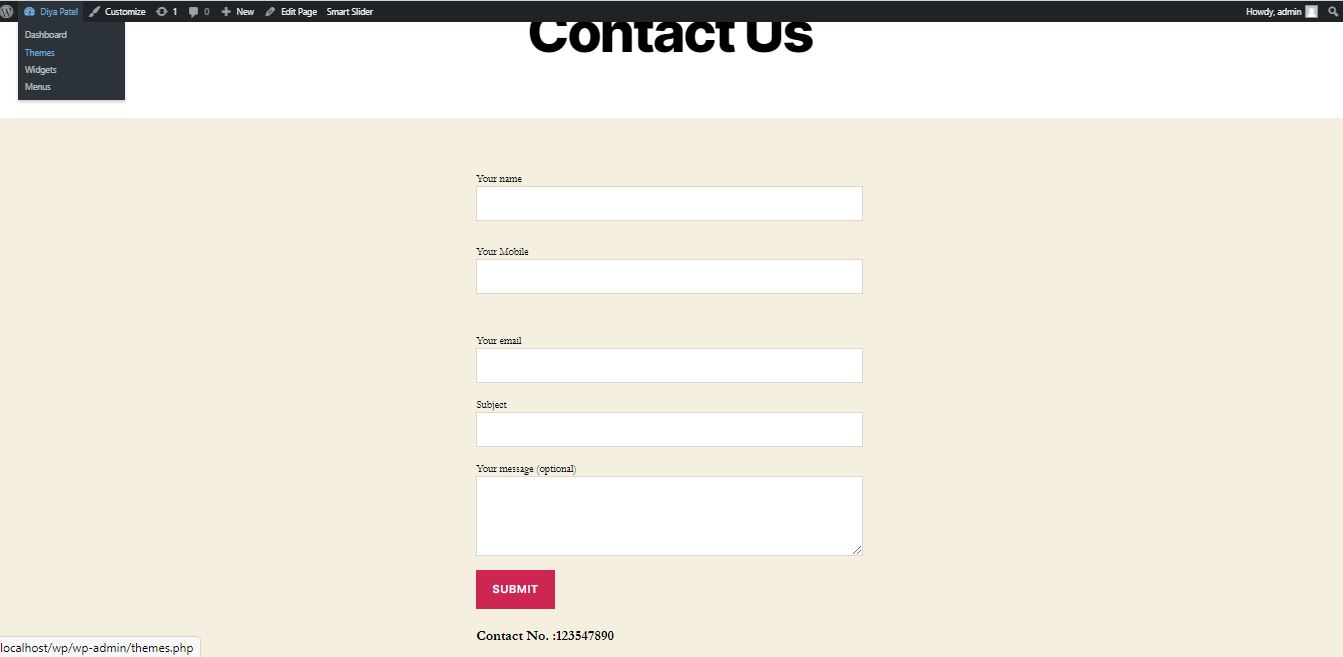 Diya Patel Customize 1 0 New Edit Page Smart Slider Howdy, admin
Dashboard
Themes
Widgets
Menus
Contact Us
Your name
Your Mobile
Your email
Subject
Your message (optional)
SUBMIT
Contact No. :123547890
localhost/wp/wp-admin/themes.php